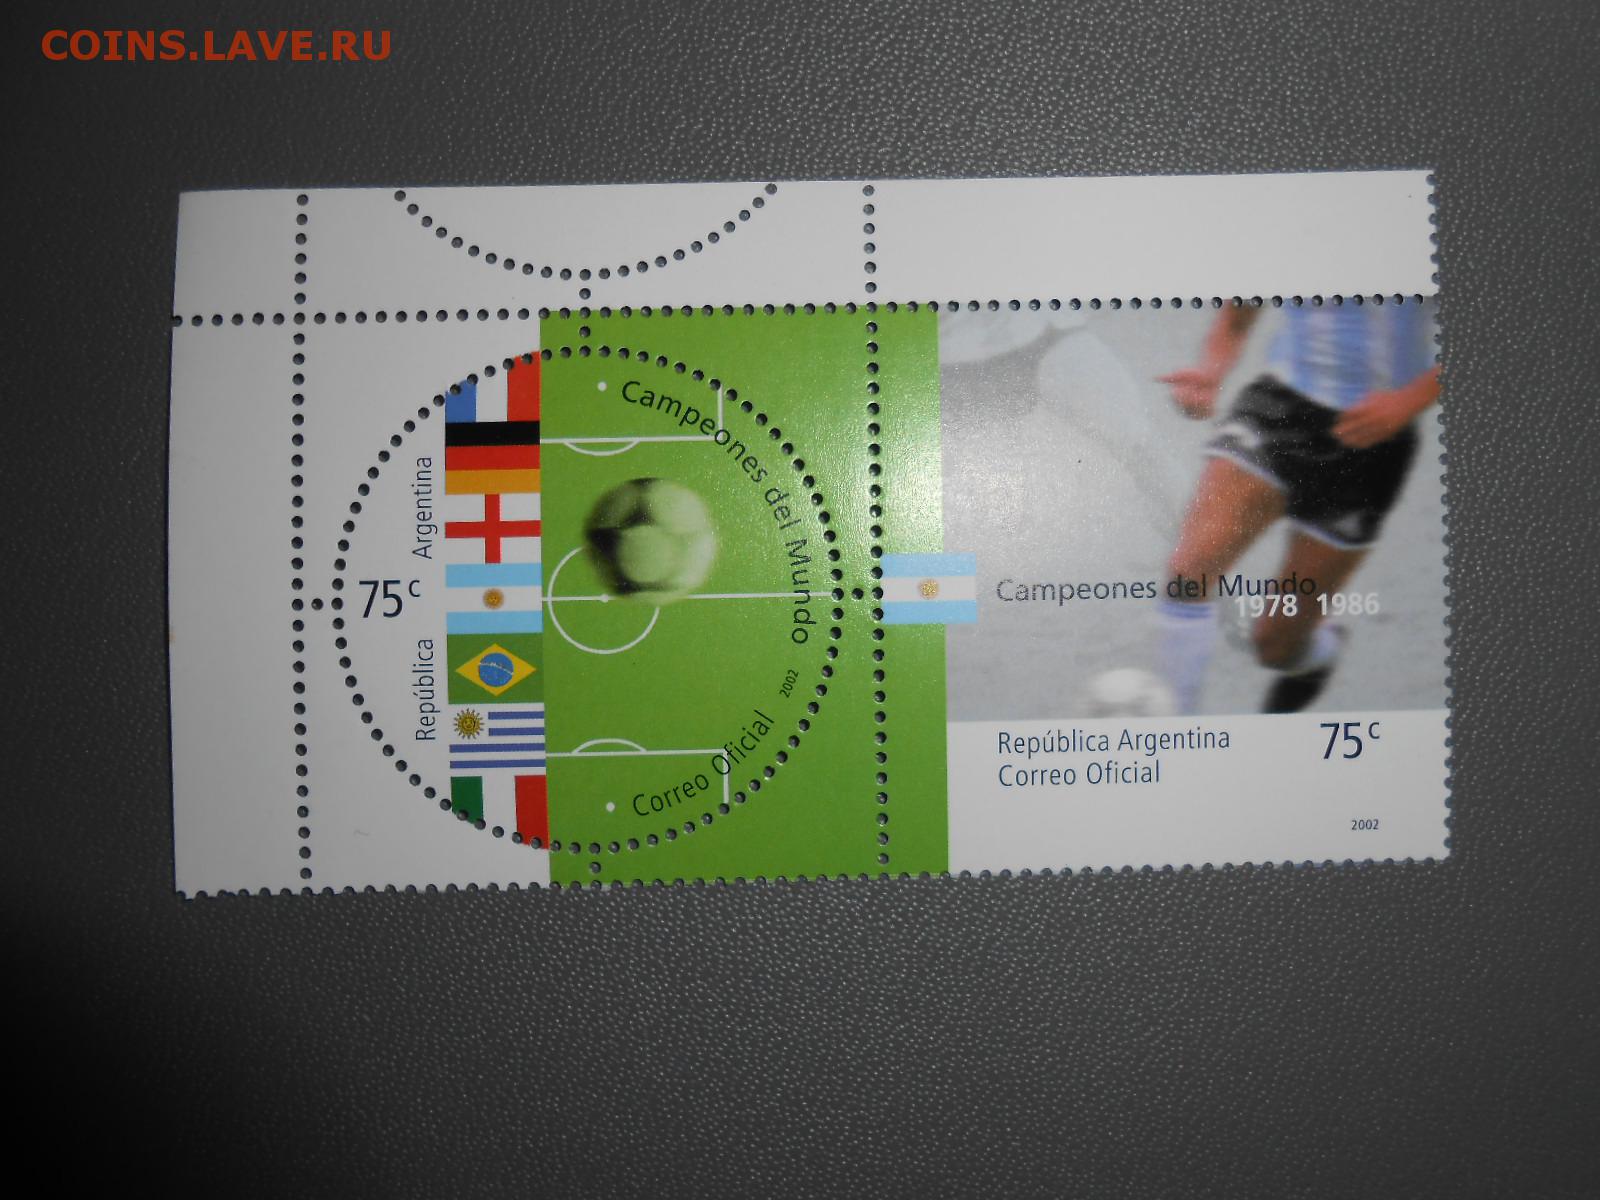 COINS.LAVE.RU
República Argentina
75c
Campeones del Mundo
Correo Oficial
2002
Campeones del Mundo
1978 1986
República Argentina
75c
Correo Oficial
2002